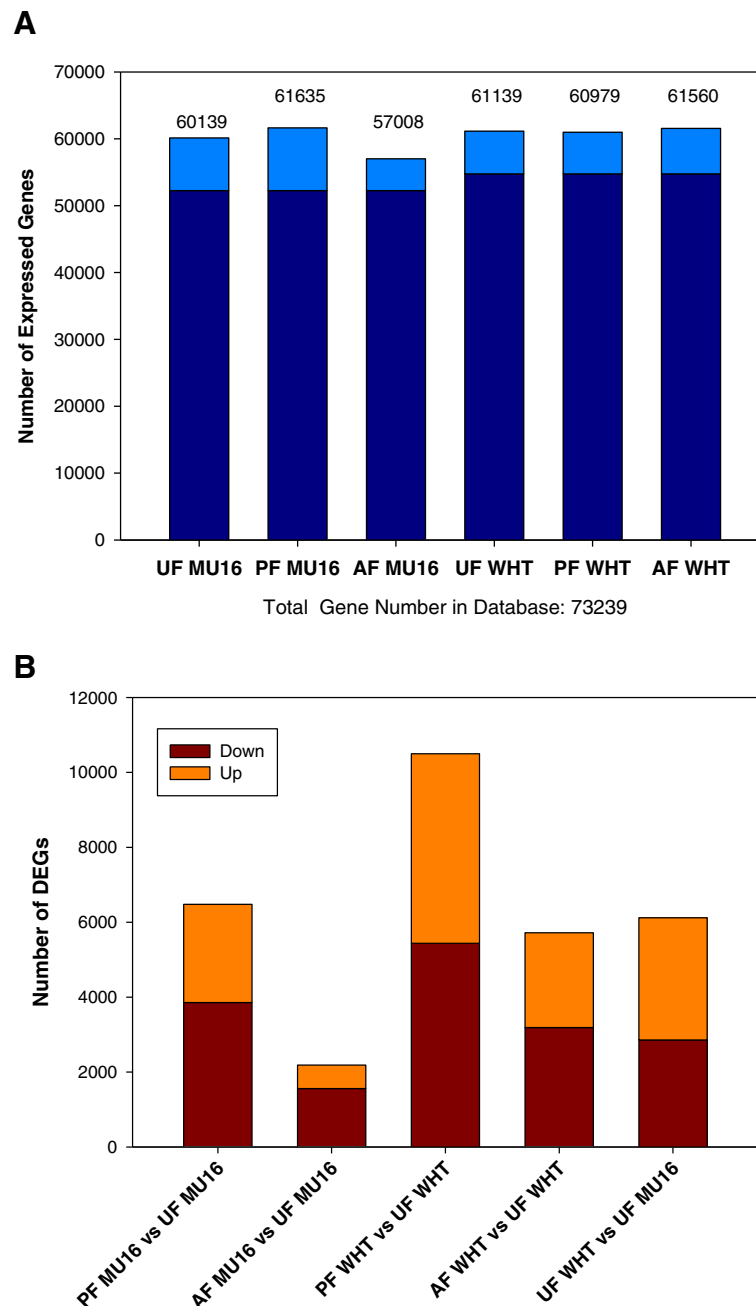 A
Number of Expressed Genes
70000
60000
50000
40000
30000
20000
10000
0
60139
61635
57008
61139
60979
61560
UF MU16
PF MU16
AF MU16
UF WHT
PF WHT
AF WHT
Total Gene Number in Database: 73239
B
Number of DEGs
12000
10000
8000
6000
4000
2000
0
Down
Up
PF MU16 vs UF MU16
AF MU16 vs UF MU16
PF WHT vs UF WHT
AF WHT vs UF WHT
UF WHT vs UF MU16